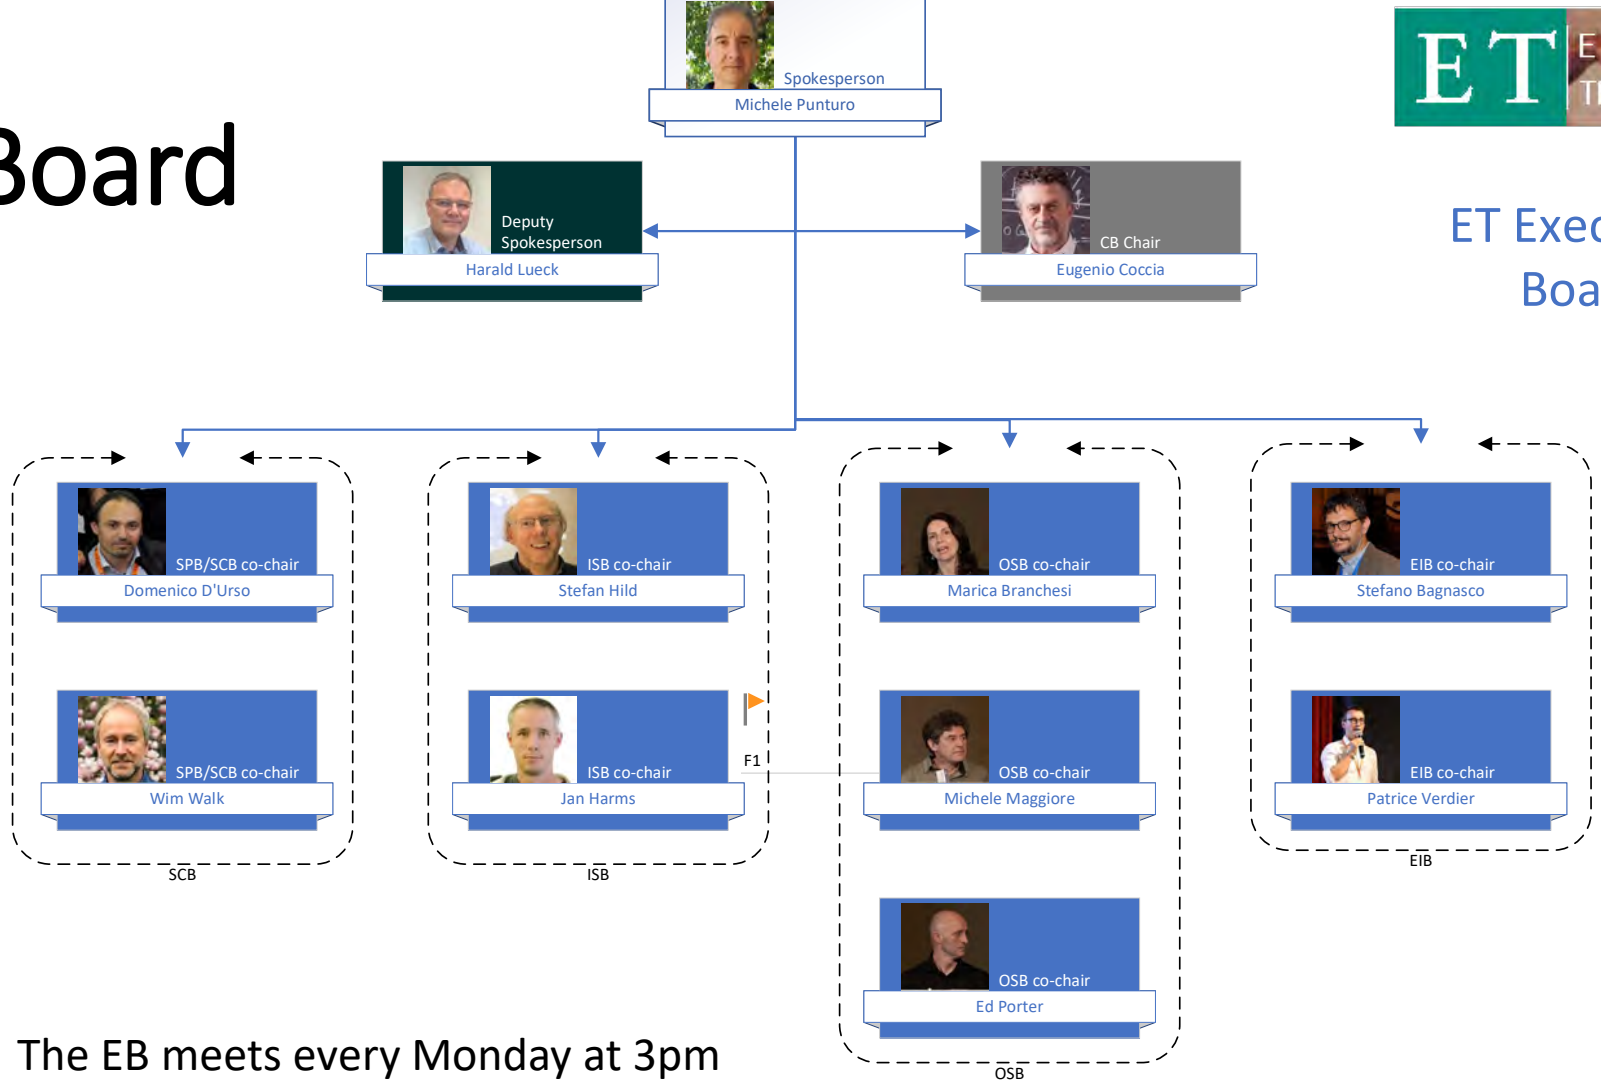 Spokesperson
Michele Punturo
ET
Board
Deputy
Spokesperson
Harald Lueck
CB Chair
Eugenio Coccia
ET Exec
Boa
SPB/SCB co-chair
Domenico D'Urso
ISB co-chair
Stefan Hild
OSB co-chair
Marica Branchesi
EIB co-chair
Stefano Bagnasco
SPB/SCB co-chair
Wim Walk
ISB co-chair
Jan Harms
F1
OSB co-chair
Michele Maggiore
EIB co-chair
Patrice Verdier
SCB
ISB
EIB
OSB co-chair
Ed Porter
OSB
The EB meets every Monday at 3pm